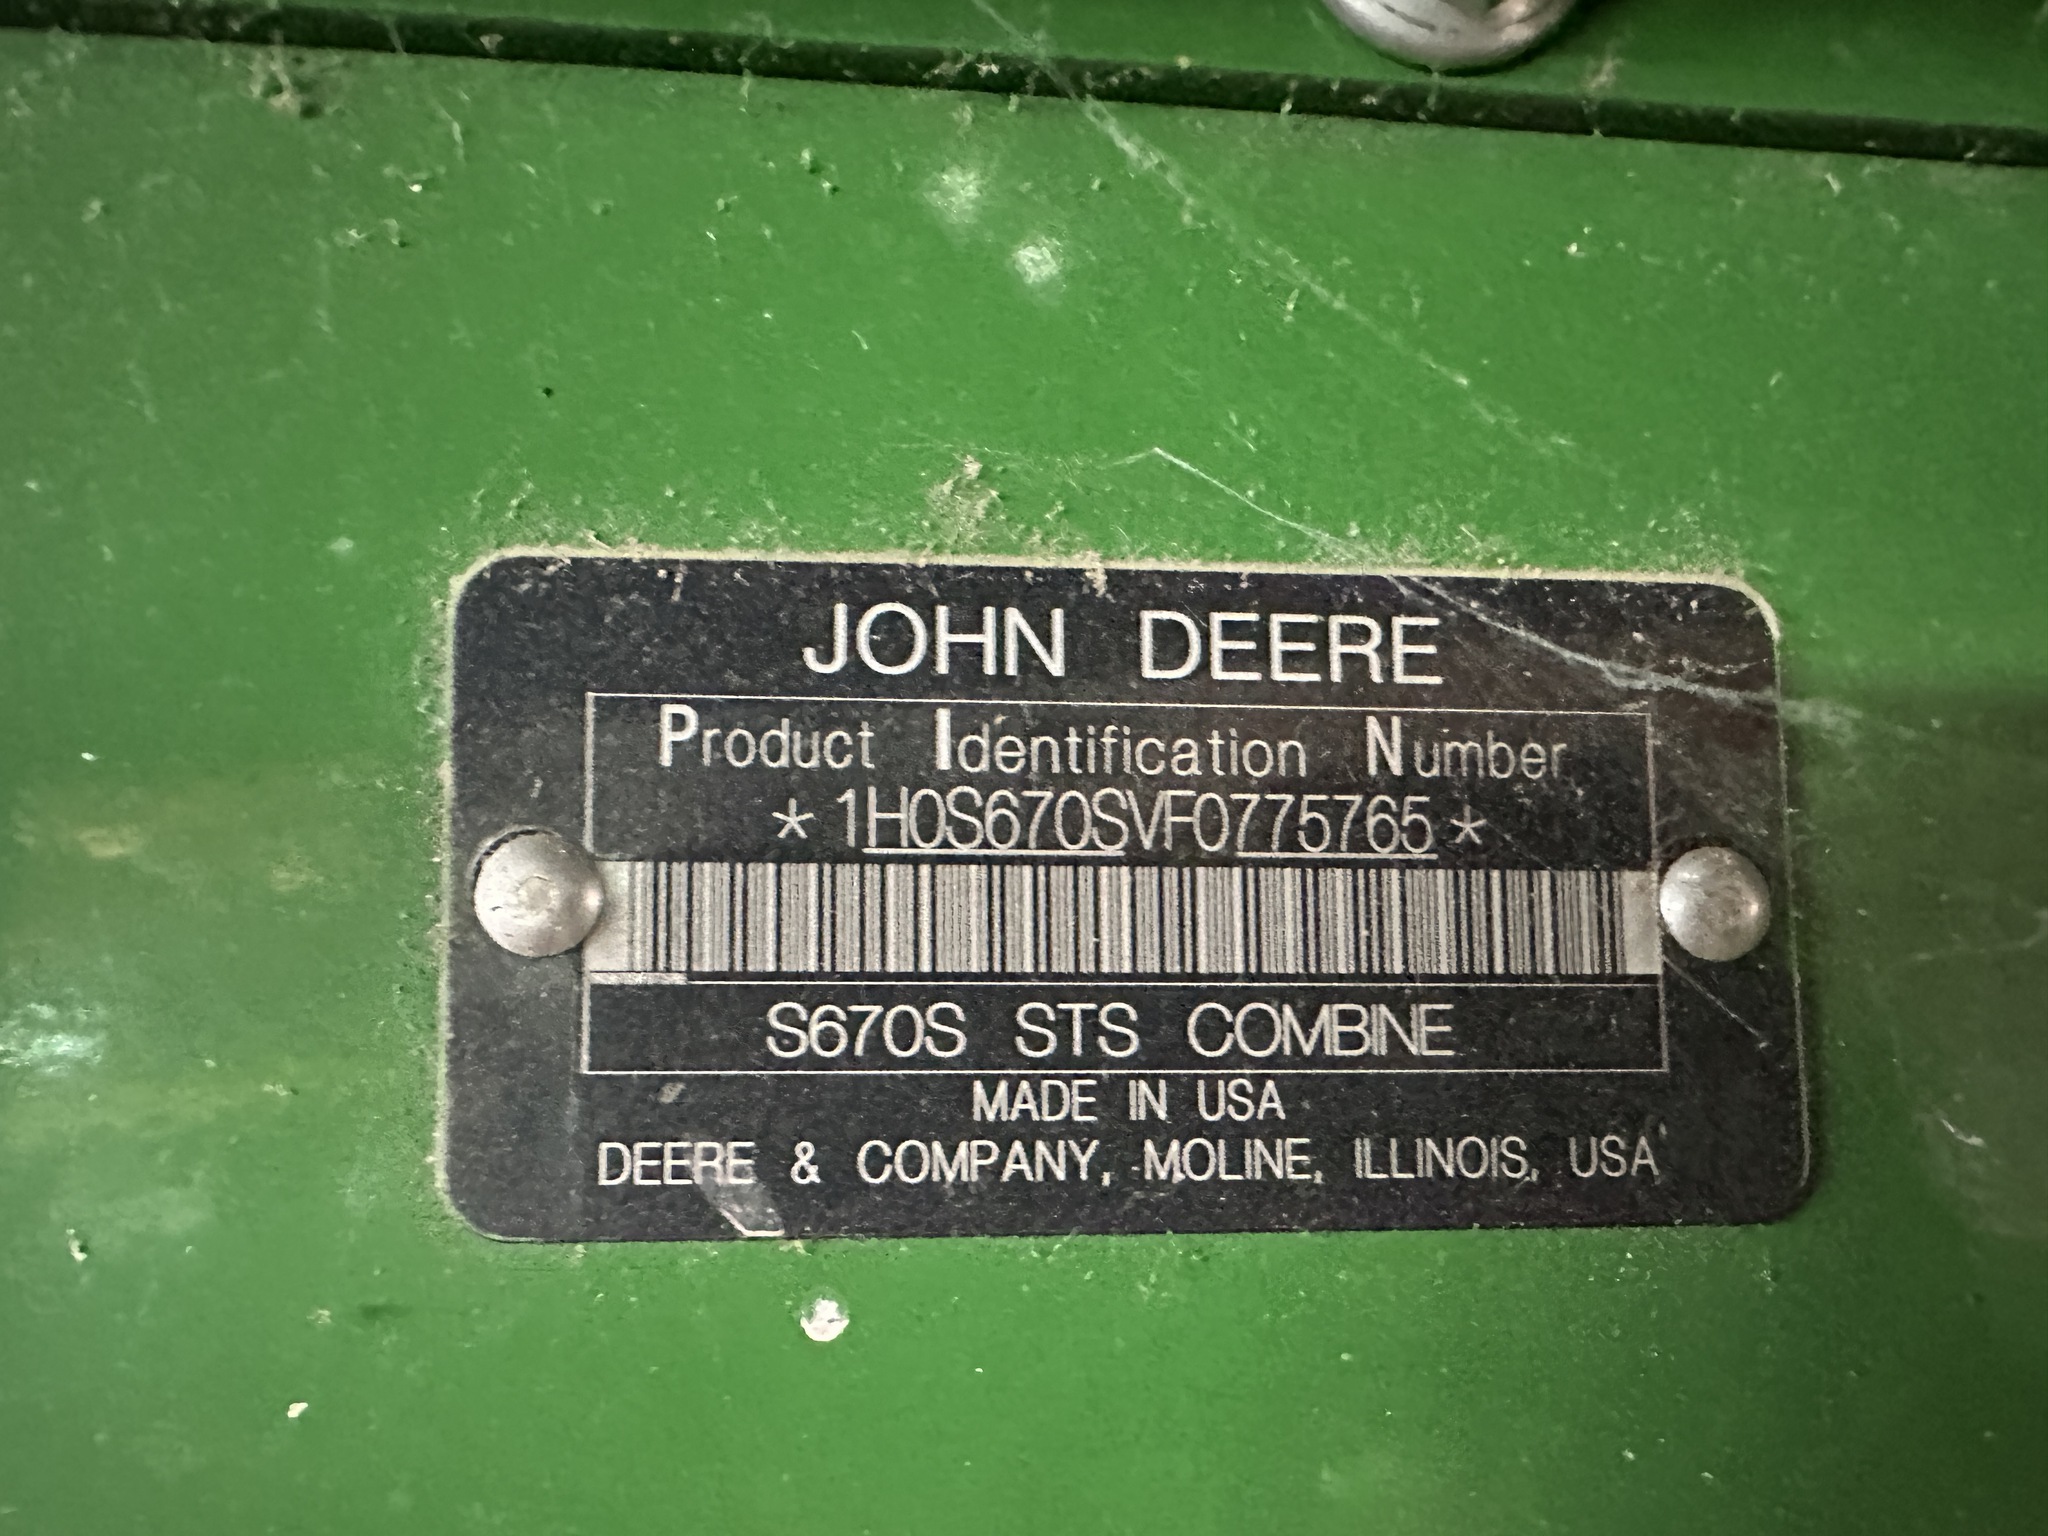 JOHN DEERE
Product Identification Number
*1H0S670SVF0775765*
S670S STS COMBINE
MADE IN USA
DEERE & COMPANY, MOLINE, ILLINOIS, USA